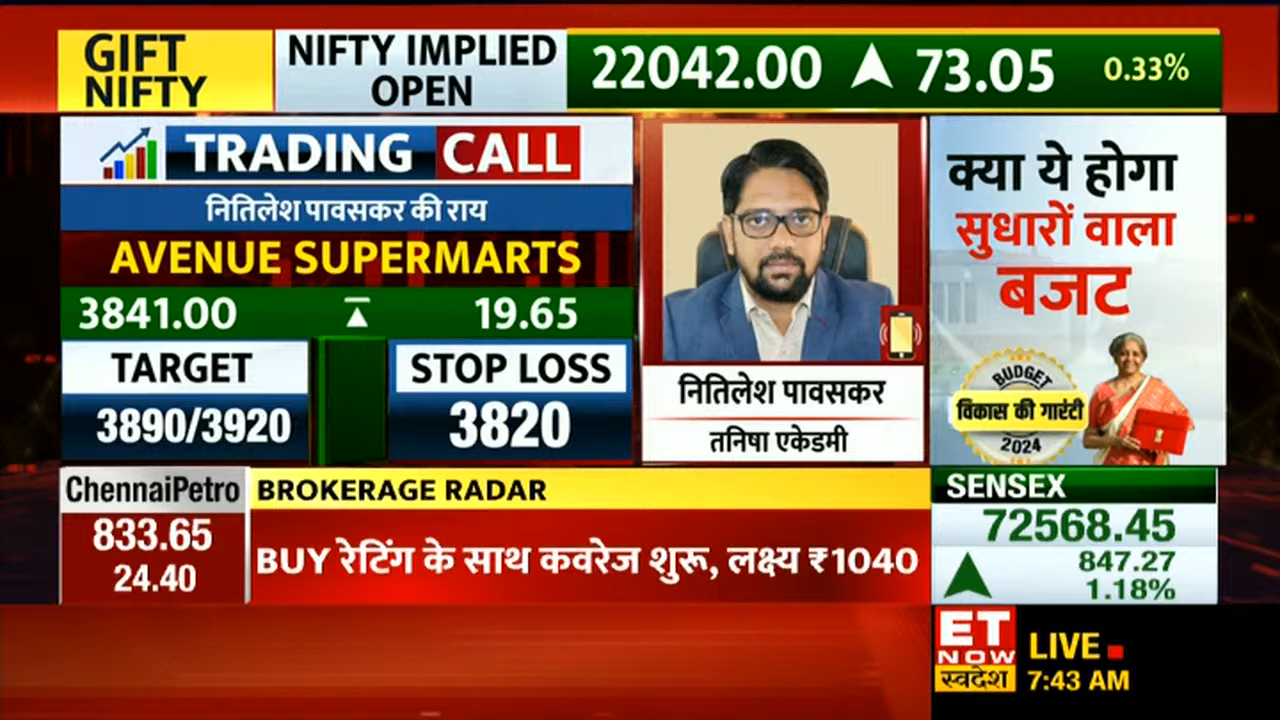 GIFT
NIFTY
NIFTY IMPLIED
OPEN
22042.00 73.05 0.33%
TRADING CALL
नितिलेश पावसकर की राय
AVENUE SUPERMARTS
3841.00 19.65
TARGET
3890/3920
STOP LOSS
3820
नितिलेश पावसकर
तनिषा एकेडमी
क्या ये होगा
सुधारों वाला
बजट
BUDGET
विकास की गारंटी
2024
ChennaiPetro
833.65
24.40
BROKERAGE RADAR
BUY रेटिंग के साथ कवरेज शुरू, लक्ष्य ₹1040
SENSEX
72568.45
847.27
1.18%
ET
NOW
स्वदेश
LIVE
7:43 AM